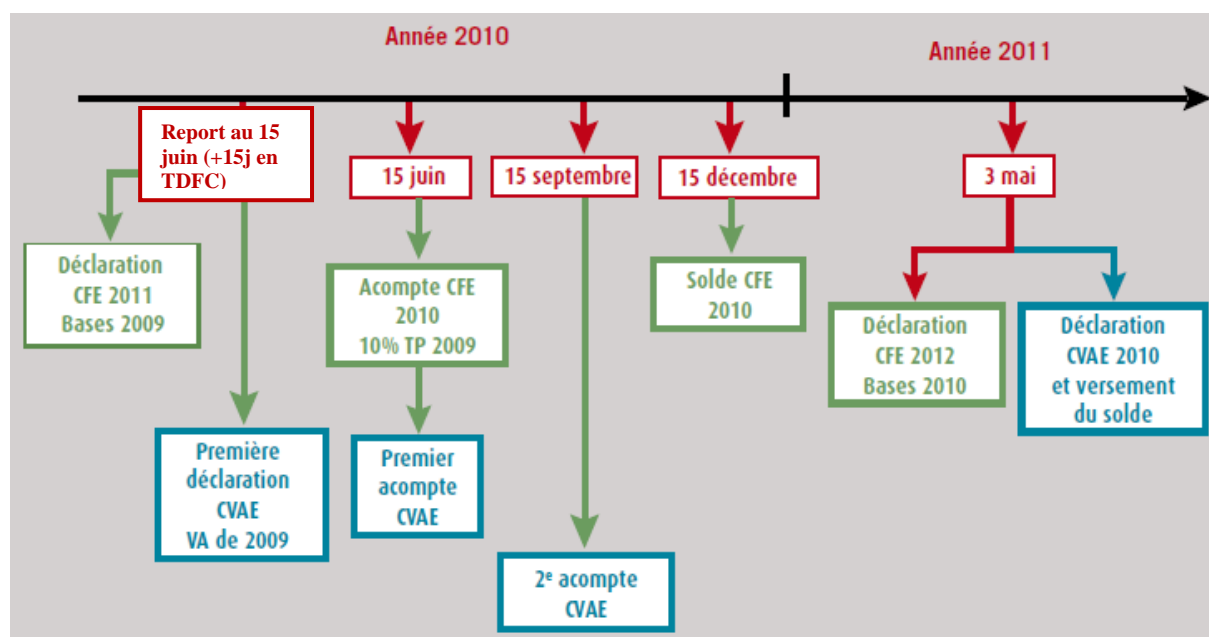 Année 2010
Année 2011
Report au 15
juin (+15j en
TDFC)
15 juin
15 septembre
15 décembre
3 mai
Déclaration
CFE 2011
Bases 2009
Acompte CFE
2010
10% TP 2009
Solde CFE
2010
Déclaration
CFE 2012
Bases 2010
Déclaration
CVAE 2010
et versement
du solde
Première
déclaration
CVAE
VA de 2009
Premier
acompte
CVAE
2e acompte
CVAE